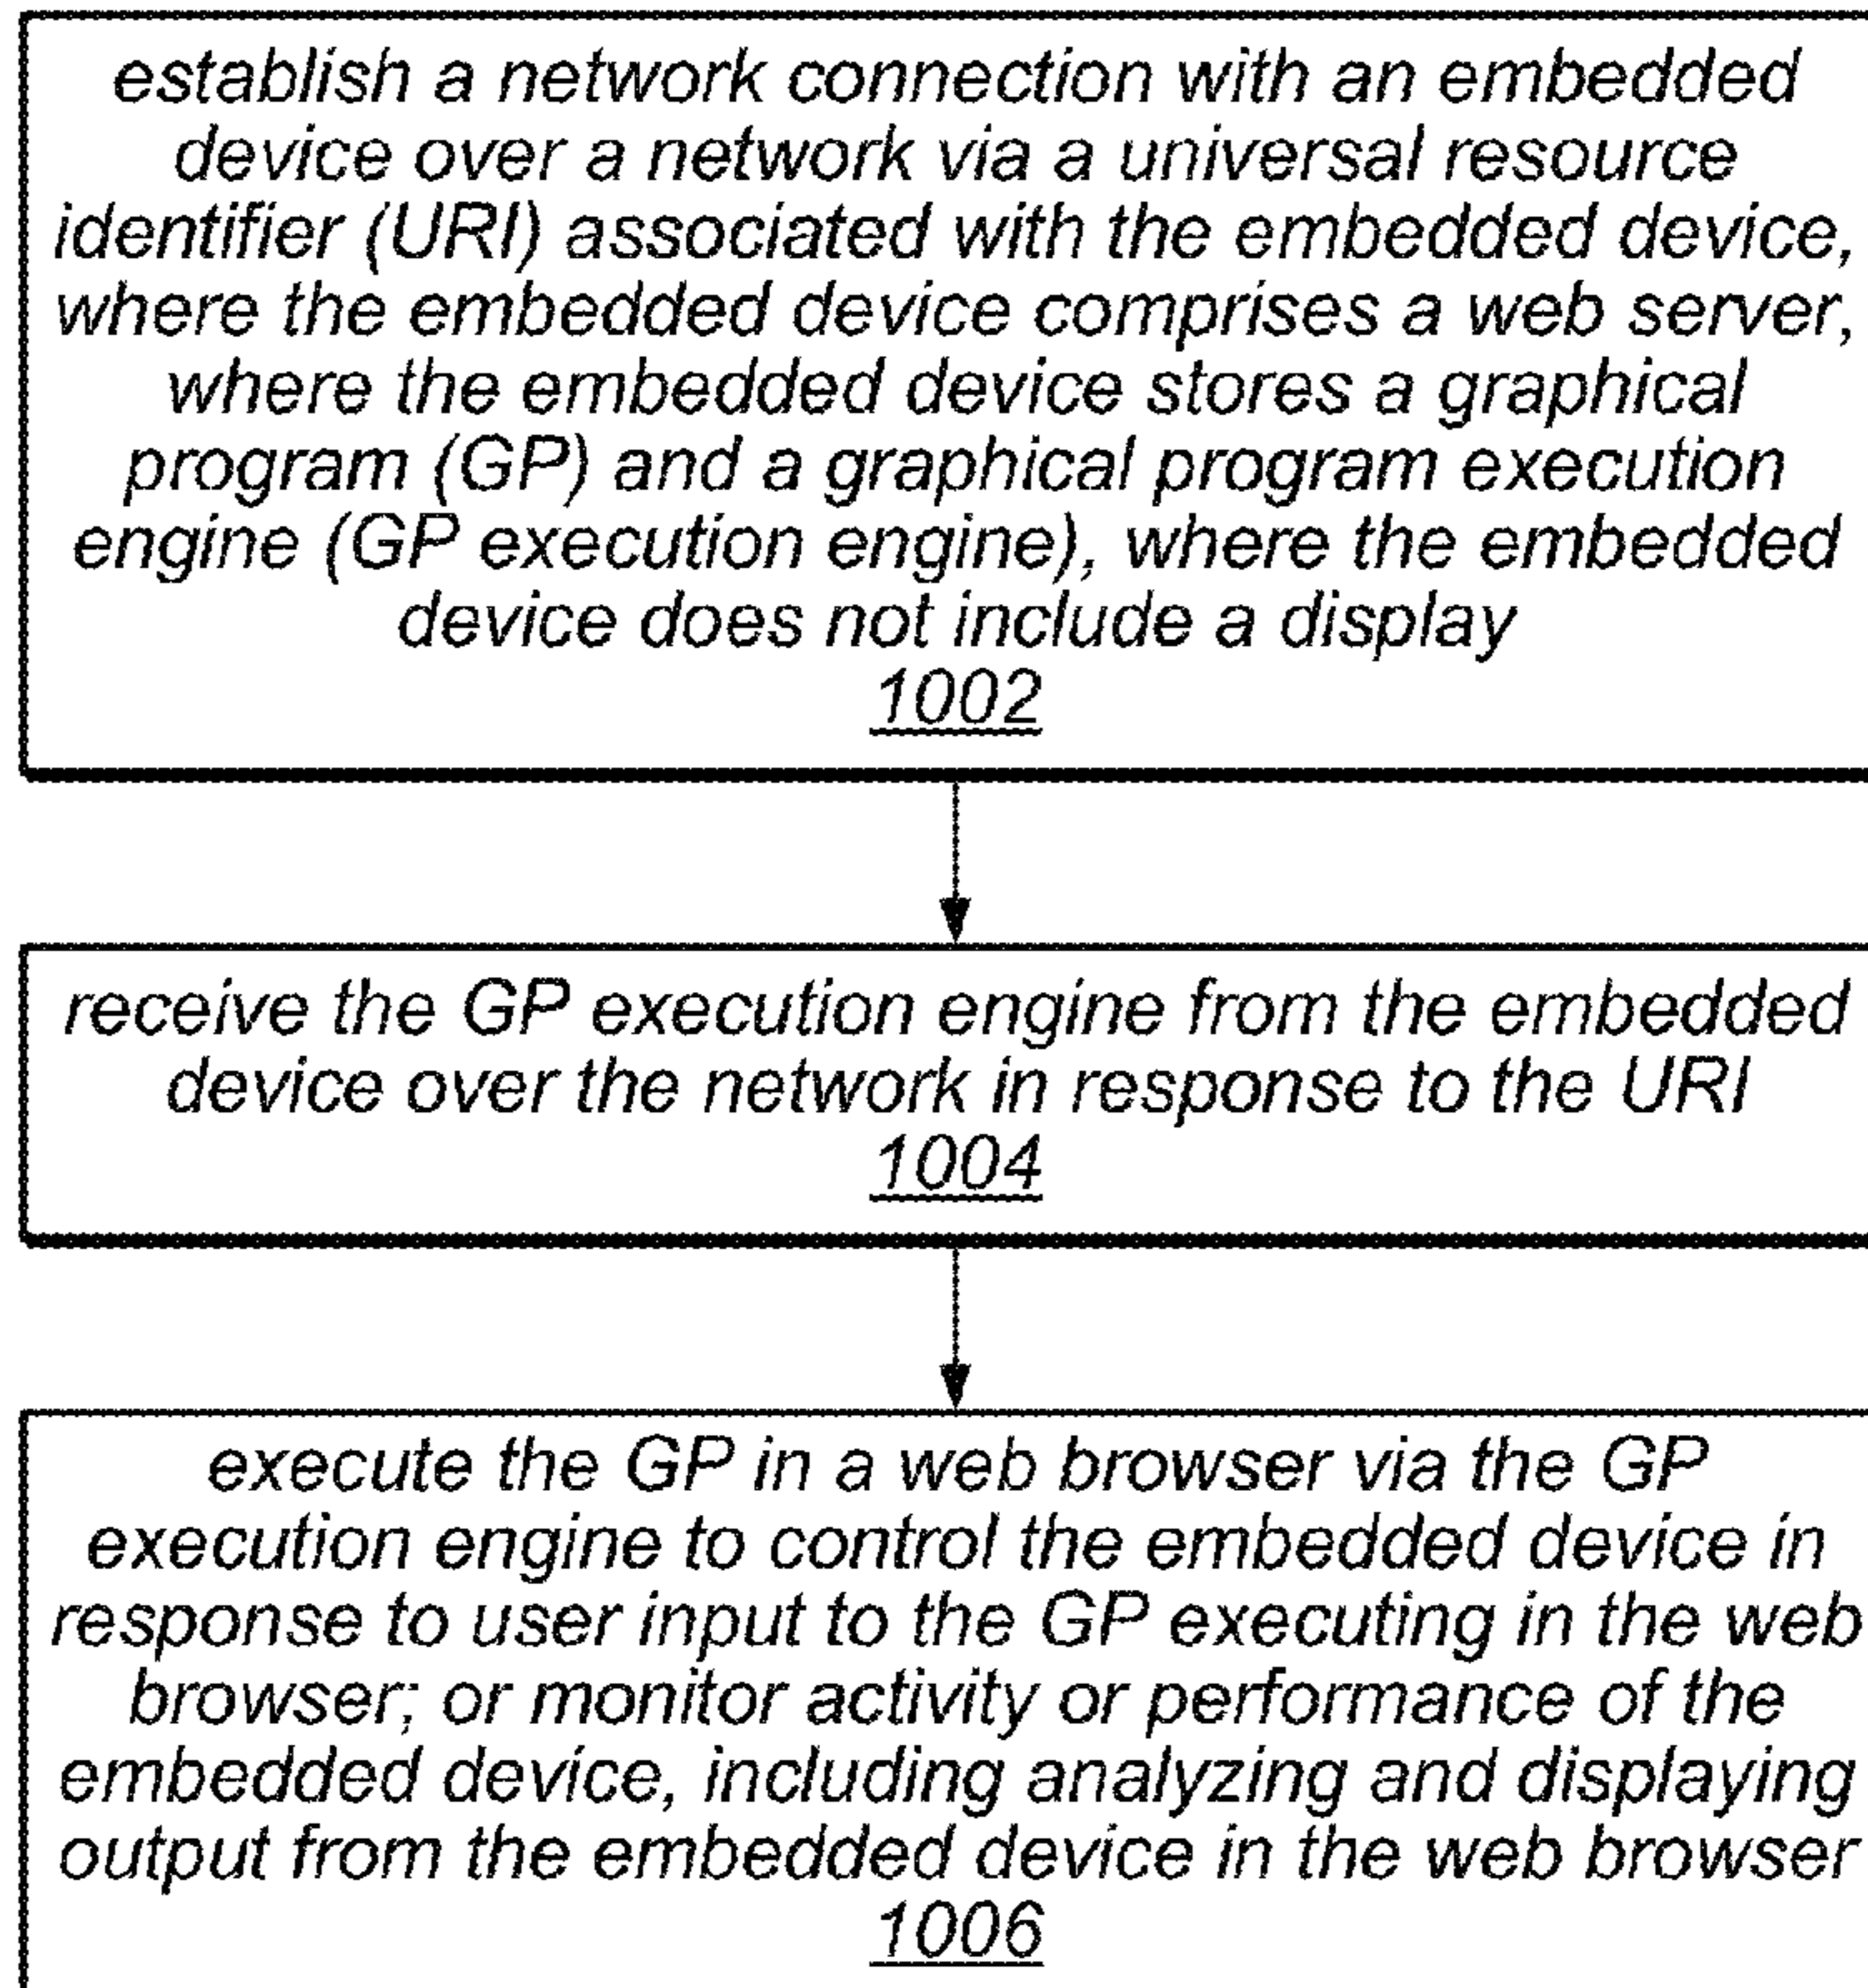 establish a network connection with an embedded
device over a network via a universal resource
identifier (URI) associated with the embedded device,
where the embedded device comprises a web server,
where the embedded device stores a graphical
program (GP) and a graphical program execution
engine (GP execution engine), where the embedded
device does not include a display
1002
receive the GP execution engine from the embedded
device over the network in response to the URI
1004
execute the GP in a web browser via the GP
execution engine to control the embedded device in
response to user input to the GP executing in the web
browser; or monitor activity or performance of the
embedded device, including analyzing and displaying
output from the embedded device in the web browser
1006